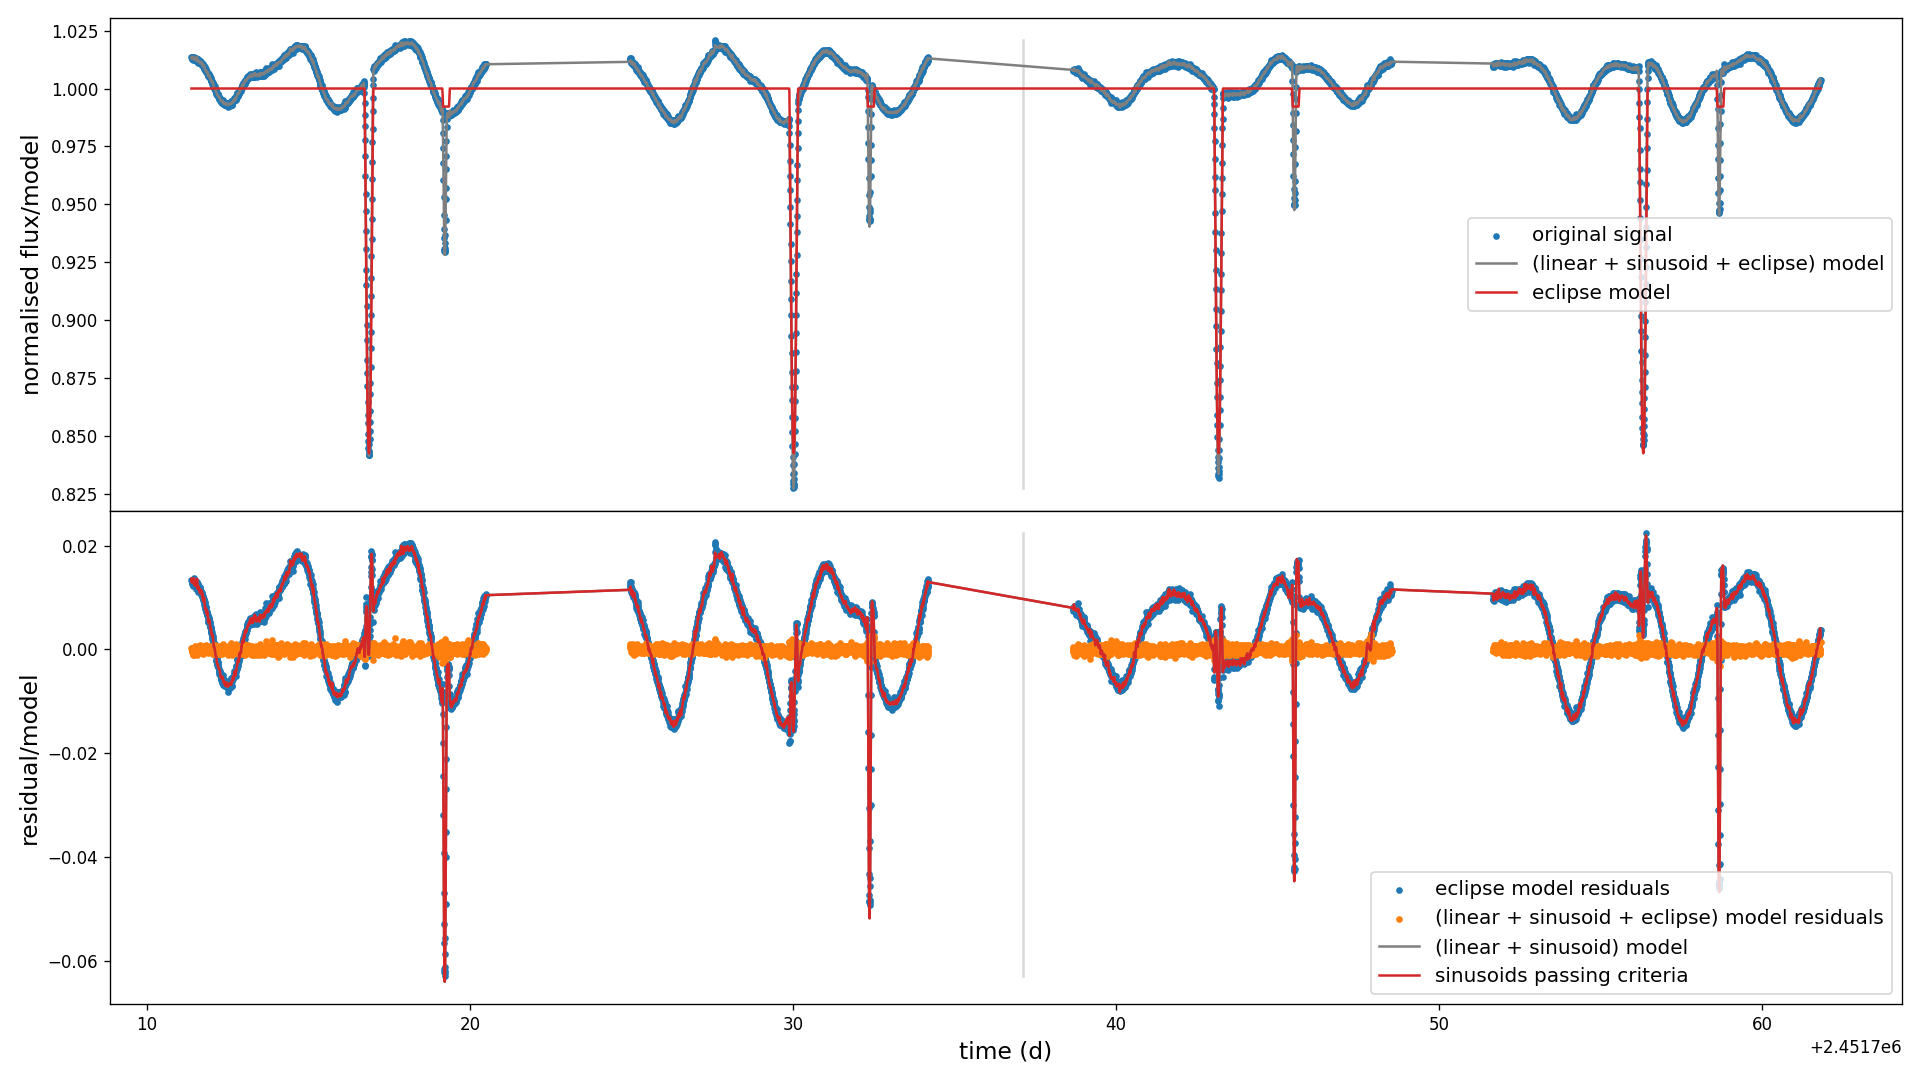 normalised flux/model
1.025
1.000
0.975
0.950
0.925
0.900
0.875
0.850
0.825
original signal
(linear + sinusoid + eclipse) model
eclipse model
residual/model
0.02
0.00
−0.02
−0.04
−0.06
eclipse model residuals
(linear + sinusoid + eclipse) model residuals
(linear + sinusoid) model
sinusoids passing criteria
10 20 30 40 50 60
time (d)
+2.4517e6